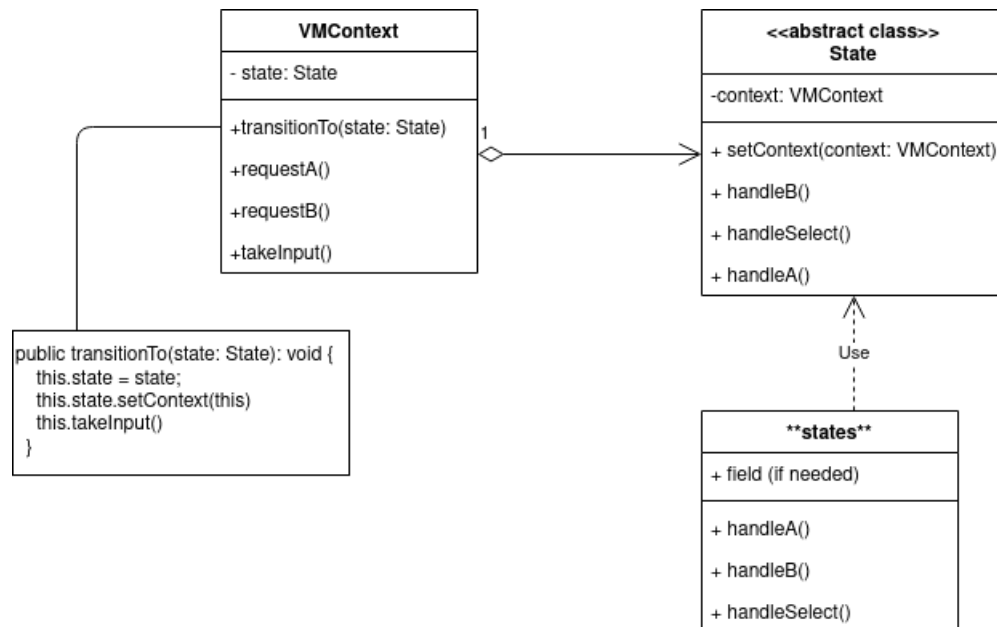 VMContext
- state: State
+transitionTo(state: State)
+requestA()
+requestB()
+takeInput()
1
<<abstract class>>
State
-context: VMContext
+ setContext(context: VMContext)
+ handleB()
+ handleSelect()
+ handleA()
public transitionTo(state: State): void {
this.state = state;
this.state.setContext(this)
this.takeInput()
}
Use
**states**
+ field (if needed)
+ handleA()
+ handleB()
+ handleSelect()